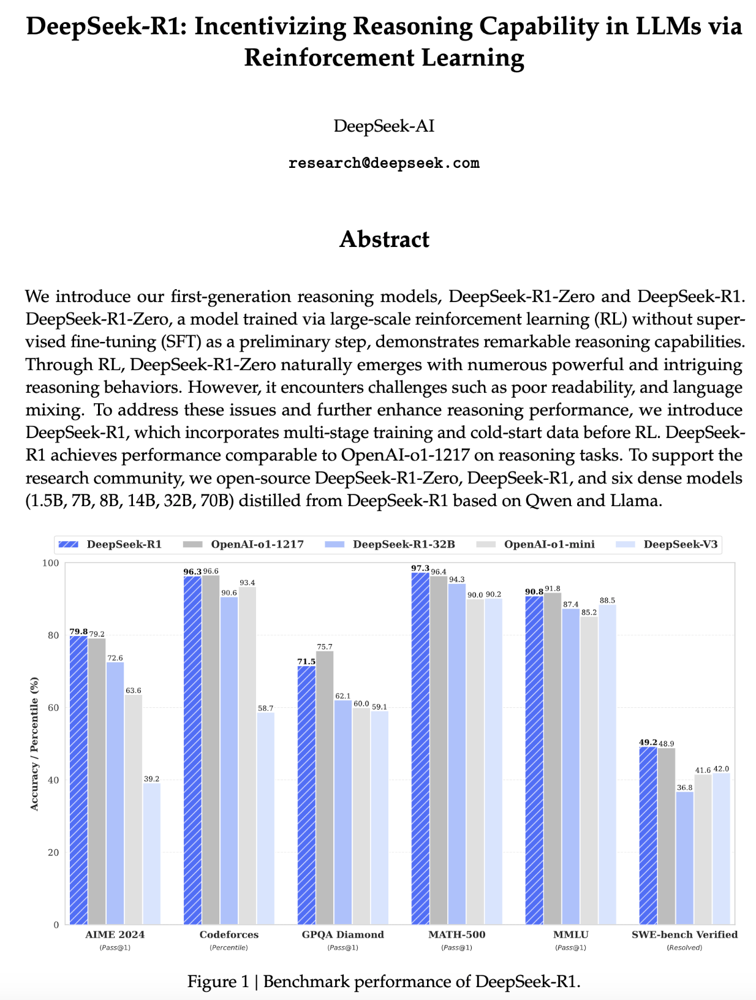 DeepSeek-R1: Incentivizing Reasoning Capability in LLMs via
Reinforcement Learning
DeepSeek-AI
research@deepseek.com
Abstract
We introduce our first-generation reasoning models, DeepSeek-R1-Zero and DeepSeek-R1.
DeepSeek-R1-Zero, a model trained via large-scale reinforcement learning (RL) without super-
vised fine-tuning (SFT) as a preliminary step, demonstrates remarkable reasoning capabilities.
Through RL, DeepSeek-R1-Zero naturally emerges with numerous powerful and intriguing
reasoning behaviors. However, it encounters challenges such as poor readability, and language
mixing. To address these issues and further enhance reasoning performance, we introduce
DeepSeek-R1, which incorporates multi-stage training and cold-start data before RL. DeepSeek-
R1 achieves performance comparable to OpenAI-o1-1217 on reasoning tasks. To support the
research community, we open-source DeepSeek-R1-Zero, DeepSeek-R1, and six dense models
(1.5B, 7B, 8B, 14B, 32B, 70B) distilled from DeepSeek-R1 based on Qwen and Llama.
DeepSeek-R1 OpenAI-o1-1217 DeepSeek-R1-32B OpenAI-o1-mini DeepSeek-V3
Accuracy / Percentile (%)
100
80
60
40
20
0
79.8 79.2 72.6 63.6 39.2
96.3 96.6 90.6 93.4 58.7
71.5 75.7 62.1 60.0 59.1
97.3 96.4 94.3 90.0 90.2
90.8 91.8 87.4 85.2 88.5
49.2 48.9 36.8 41.6 42.0
AIME 2024 Codeforces GPQA Diamond MATH-500 MMLU SWE-bench Verified
(Pass@1) (Percentile) (Pass@1) (Pass@1) (Pass@1) (Resolved)
Figure 1 | Benchmark performance of DeepSeek-R1.